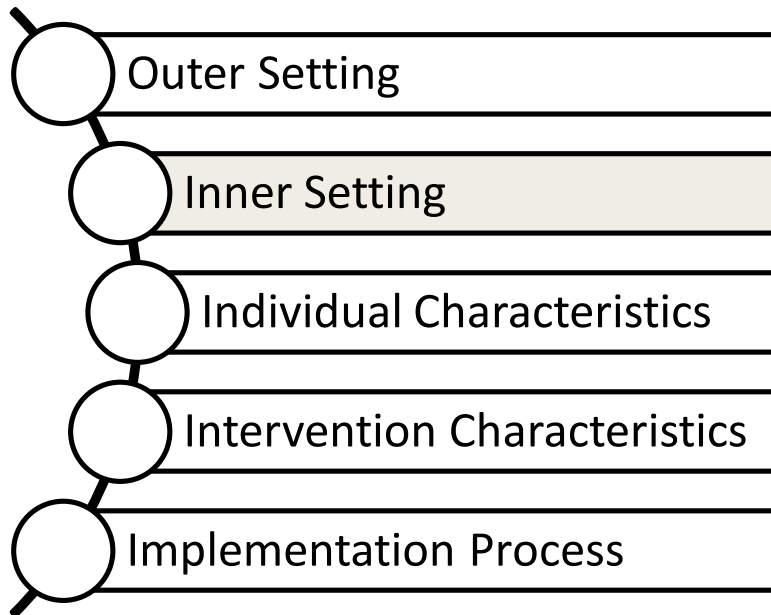 Outer Setting
Inner Setting
Individual Characteristics
Intervention Characteristics
Implementation Process